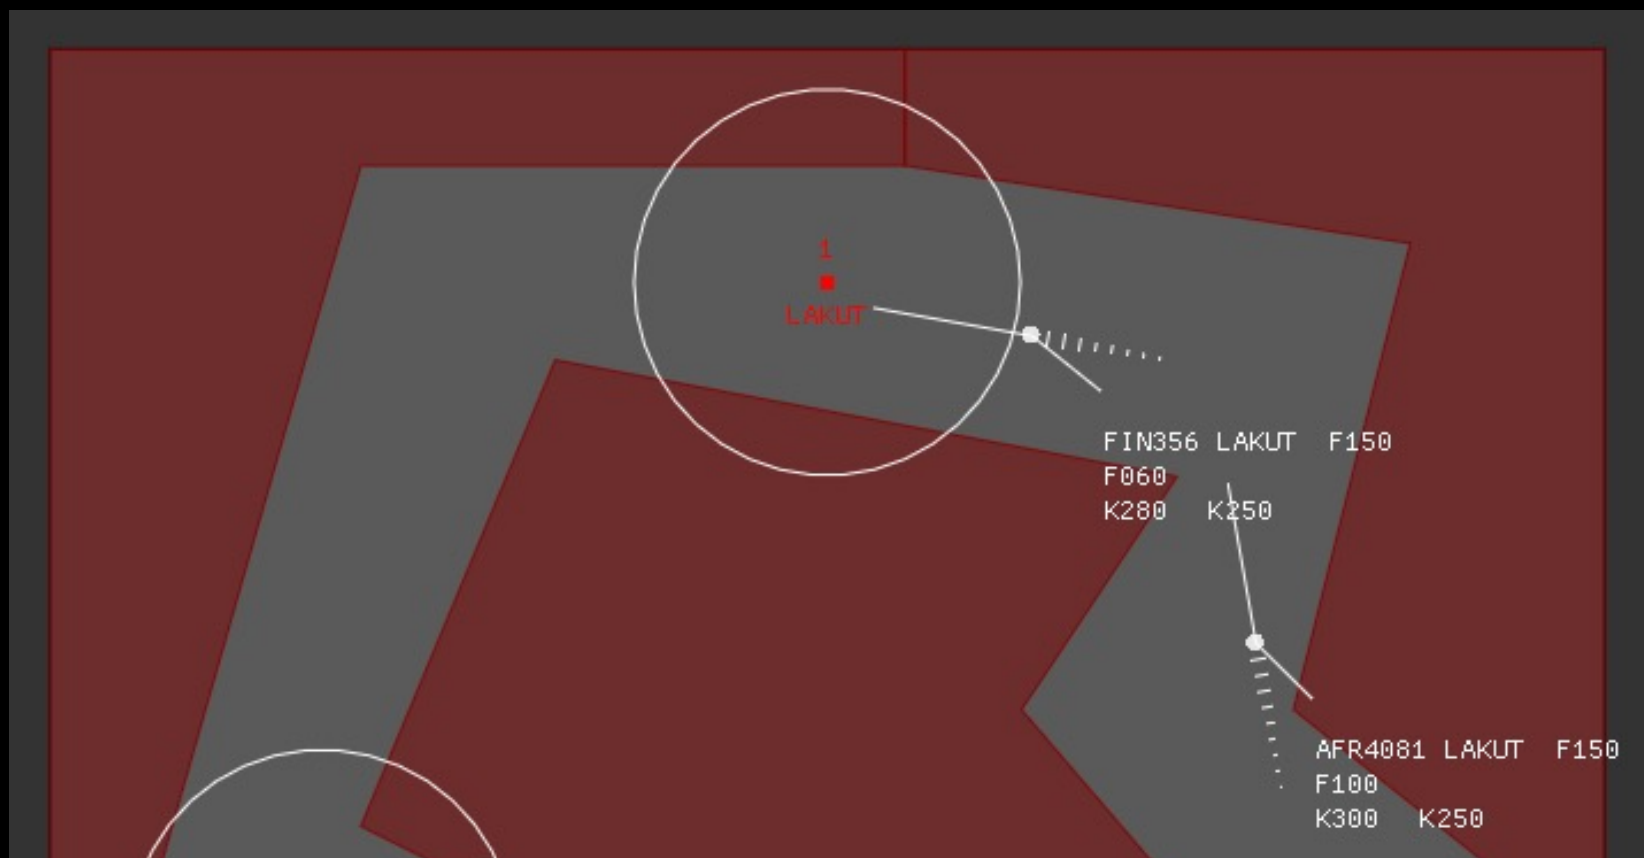 1
LAKUT
FIN356 LAKUT F150
F060
K280 K250
AFR4081 LAKUT F150
F100
K300 K250